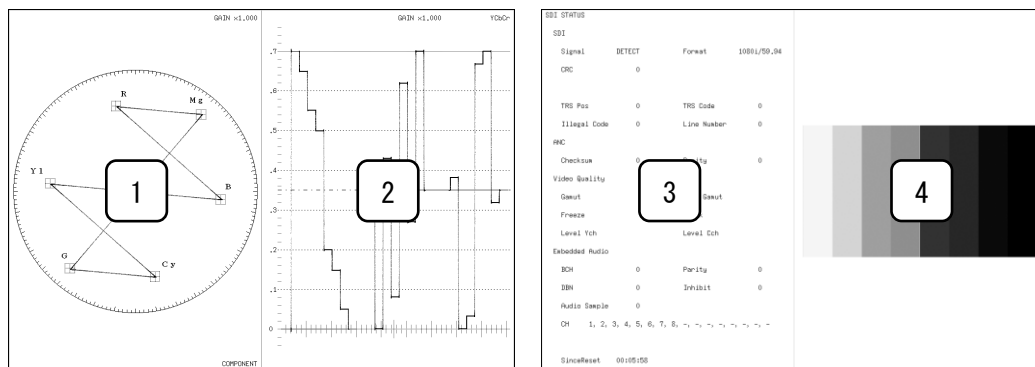 GAIN x1.000
R
Mg
Yl
B
G
Cy
1
COMPONENT
GAIN x1.000 YCbCr
.7
.5
.4
.3
.2
.1
0
2
SDI STATUS
SDI
Signal DETECT Format 1080i/59.94
CRC 0
TRS Pos 0 TRS Code 0
Illegal Code 0 Line Number 0
ANC
Checksum 0 0
Video Quality
Gamut Gamut
Freeze
Level Ych Level Cch
Embedded Audio
BCH 0 Parity 0
DBN 0 Inhibit 0
Audio Sample 0
CH 1, 2, 3, 4, 5, 6, 7, 8, -, -, -, -, -, -, -, -
SinceReset 00:05:58
3
4